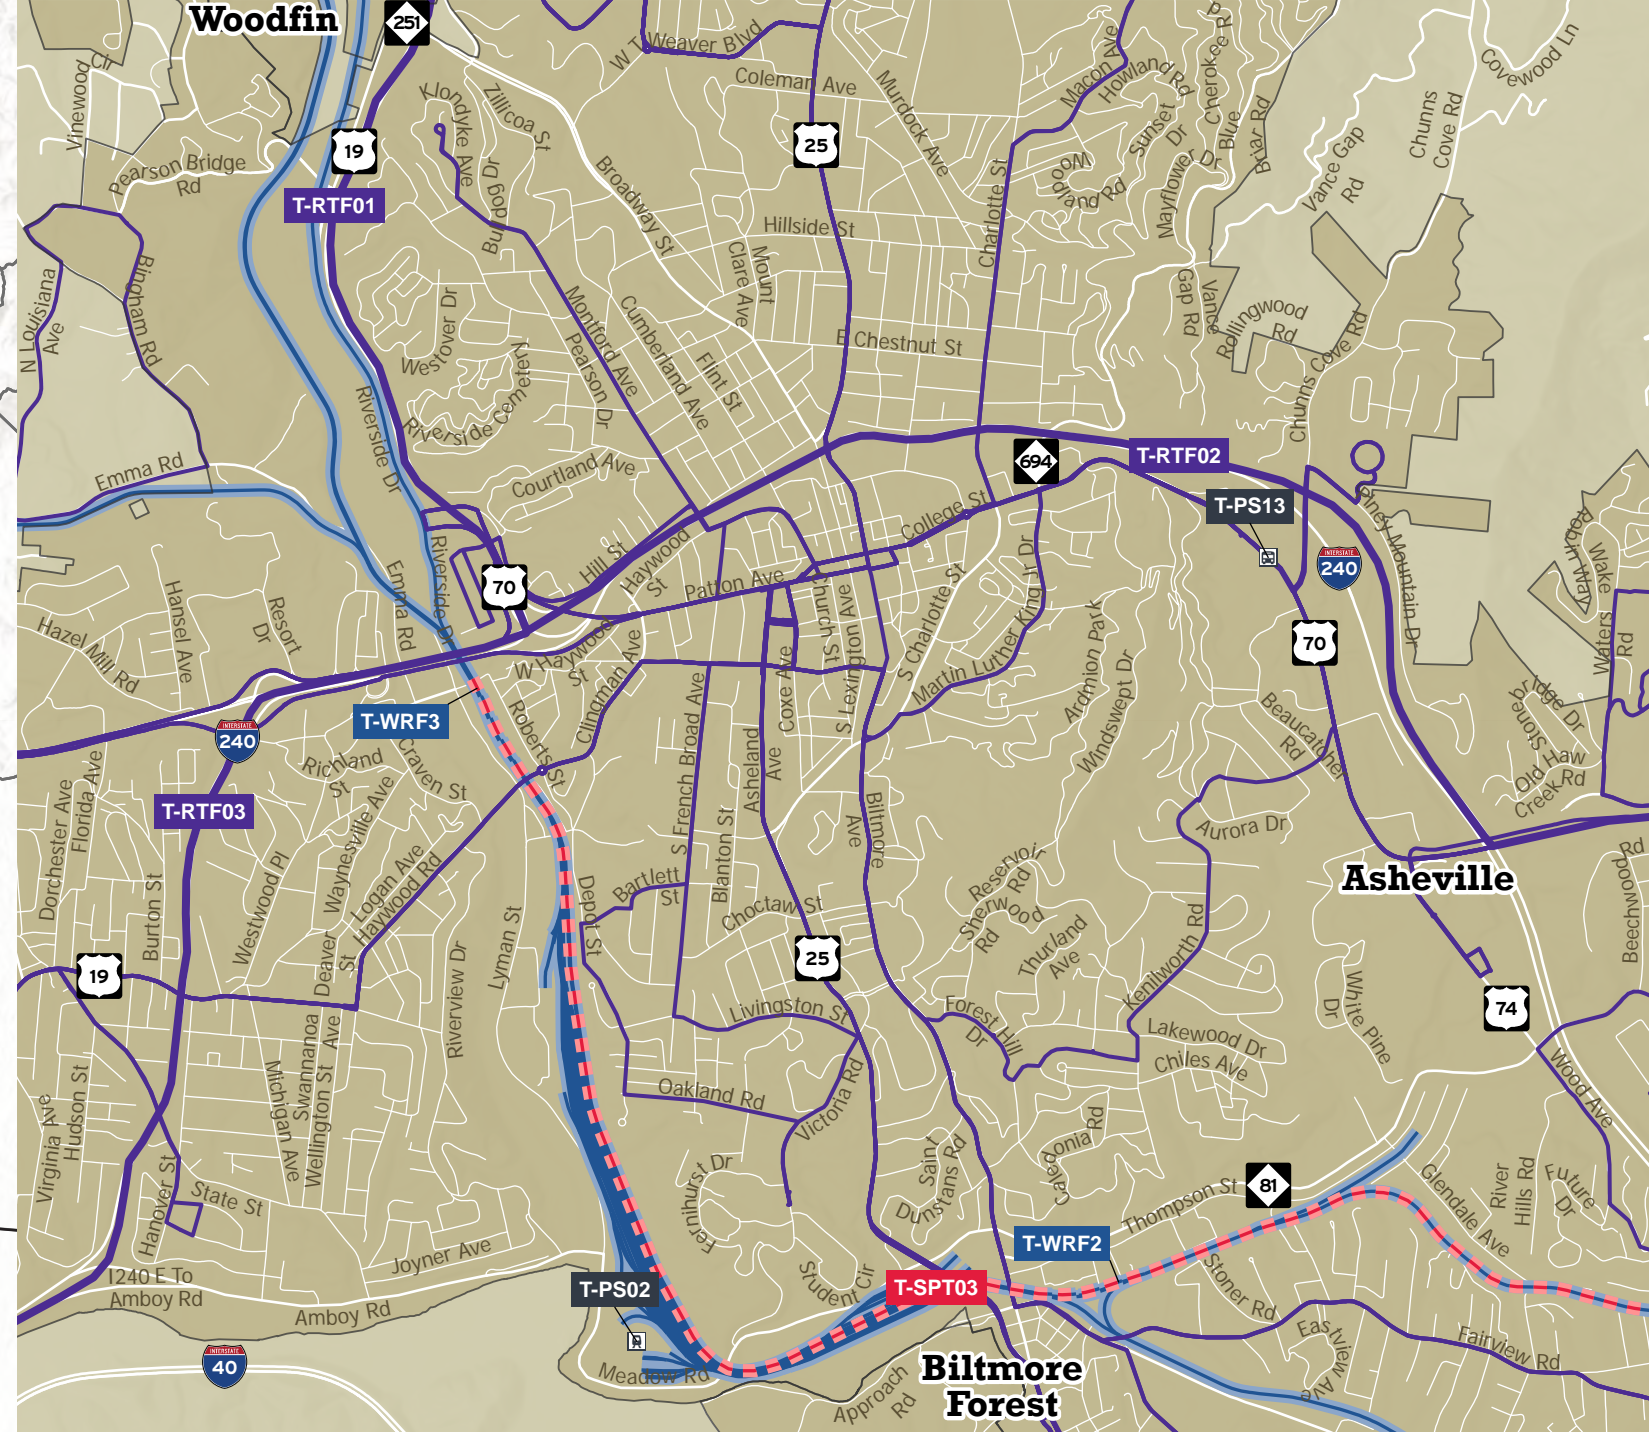 Woodfin
251
W T Weaver Blvd
Coleman Ave
Murdock Ave
Macon Ave
Howland Rd
Cherokee R
Covewood Ln
Vinewood Cir
Klondyke Ave
Zillicoa St
19
25
Sunset
Dr
Blue
Briar Rd
Chunns
Cove Rd
Vance Gap
Rd
Pearson Bridge
Rd
T-RTF01
Burg Dr
Broadway St
Hillside St
Charlotte St
Woodland Rd
Mayflower Dr
N Louisiana
Ave
Bingham Rd
Mount
Clare Ave
Vance
Gap Rd
Rollingwood
Rd
Westover Dr
Montford Ave
Pearson Dr
Cumberland Ave
Flint St
E Chestnut St
Chunns Cove Rd
Riverside Cemetery
Riverside Dr
Emma Rd
Courtland Ave
694
T-RTF02
T-PS13
College St
Piney Mountain Dr
Roxbin Way
Wake
Hill St
Haywood
St
Patton Ave
70
240
Riverside Dr
Emma Rd
Hansel Ave
Resort
Dr
Hazel Mill Rd
W Haywood
St
Clingman Ave
Church St
S Lexington Ave
S Charlotte St
Martin Luther King Jr Dr
Ardmion Park
Windswept Dr
70
Waters
Rd
T-WRF3
240
Roberts St
Coxe Ave
Beaucatcher
Rd
Stonebridge Dr
Old Haw
Creek Rd
Richland
St
Craven St
T-RTF03
Dorchester Ave
Florida Ave
S French Broad Ave
Asheland
Ave
Biltmore
Ave
Aurora Dr
Waynesville Ave
Logan Ave
Haywood Rd
Westwood Pl
Burton St
Deaver
St
Bartlett
St
Blanton St
Choctaw St
Reservoir
Rd
Sherwood
Rd
Thurland
Ave
Asheville
Rd
Beechwood
19
Lyman St
Depot St
25
Kenilworth Rd
White Pine
Dr
74
Riverview Dr
Livingston St
Forest Hill
Dr
Lakewood Dr
Chiles Ave
Wood Ave
Virginia Ave
Hudson St
Michigan Ave
Swannanoa
Ave
Wellington St
Oakland Rd
Victoria Rd
Caledonia Rd
Saint
Dunstans Rd
Fernihurst Dr
Hanover St
State St
81
Thompson St
Glendale Ave
River
Hills Rd
Future
Dr
T-WRF2
Joyner Ave
I240 E To
Amboy Rd
Amboy Rd
T-PS02
Student Cir
T-SPT03
Stoner Rd
Eastview Ave
Fairview Rd
40
Meadow Rd
Approach
Rd
Biltmore
Forest